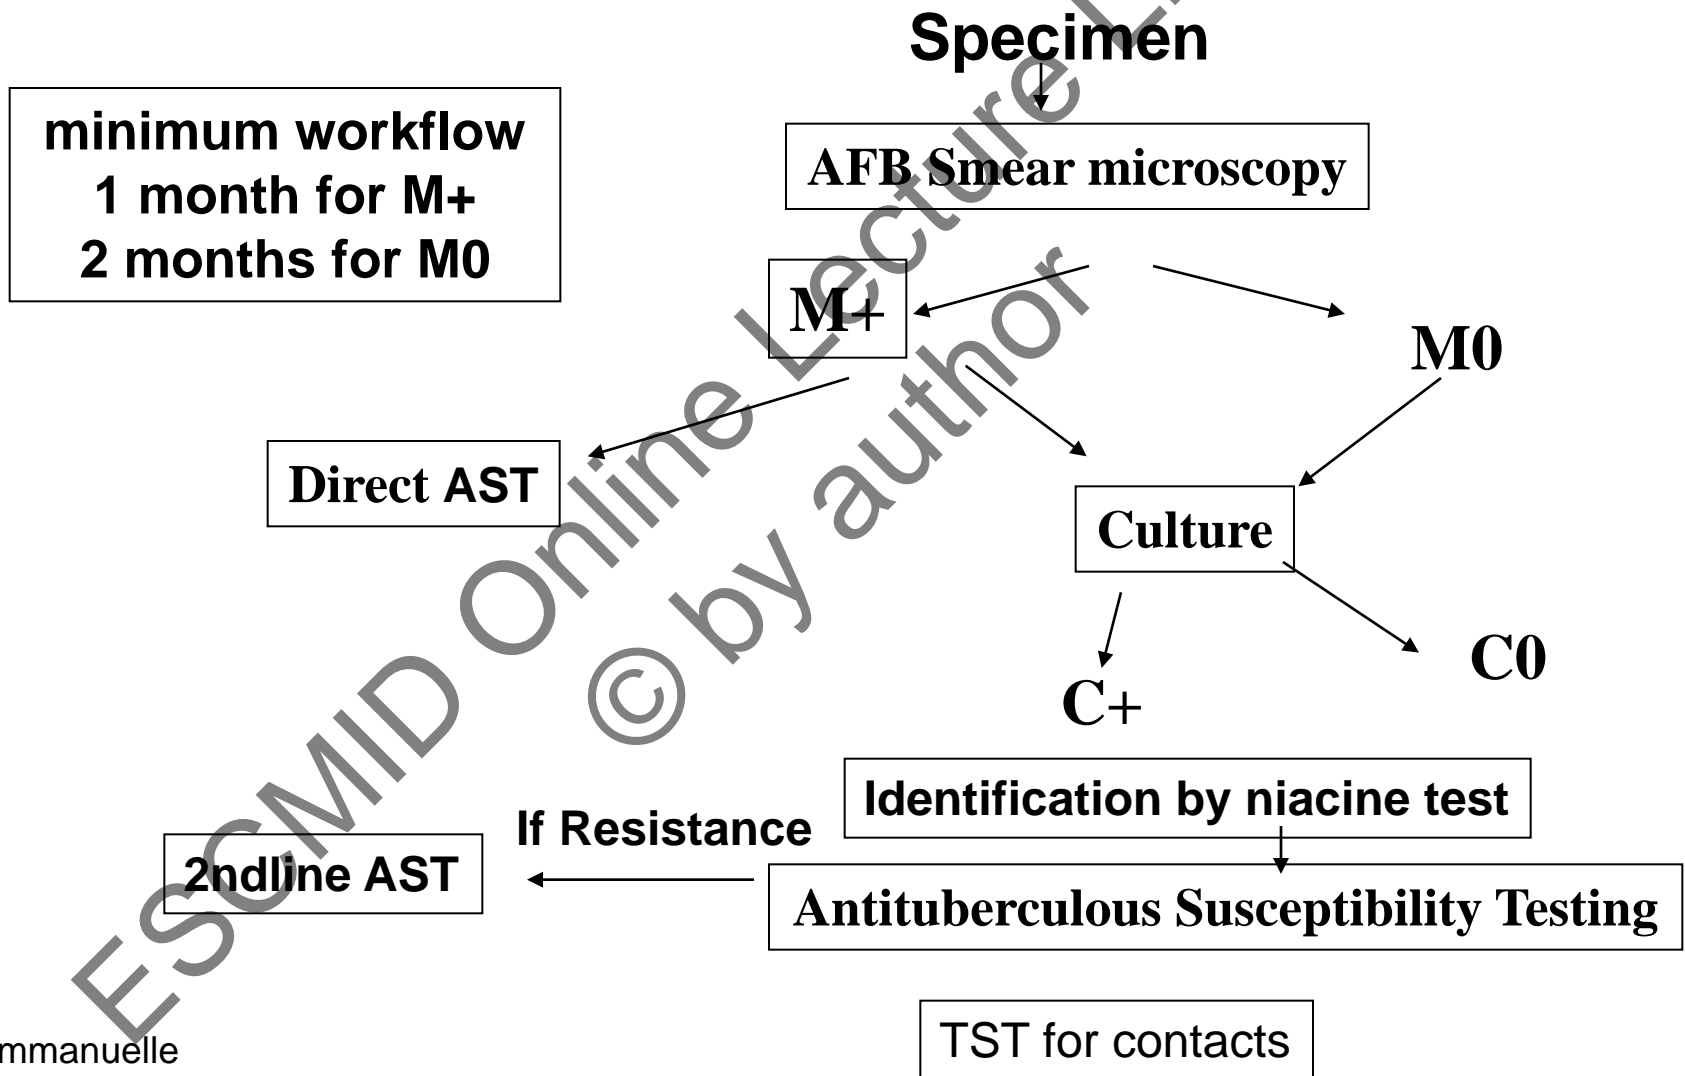 Specimen
minimum workflow
1 month for M+
2 months for M0
AFB Smear microscopy
M+
M0
Direct AST
Culture
C+
C0
Identification by niacine test
If Resistance
2ndline AST
Antituberculous Susceptibility Testing
TST for contacts
ESCMID Online Lecture Li
© by author
mmanuelle